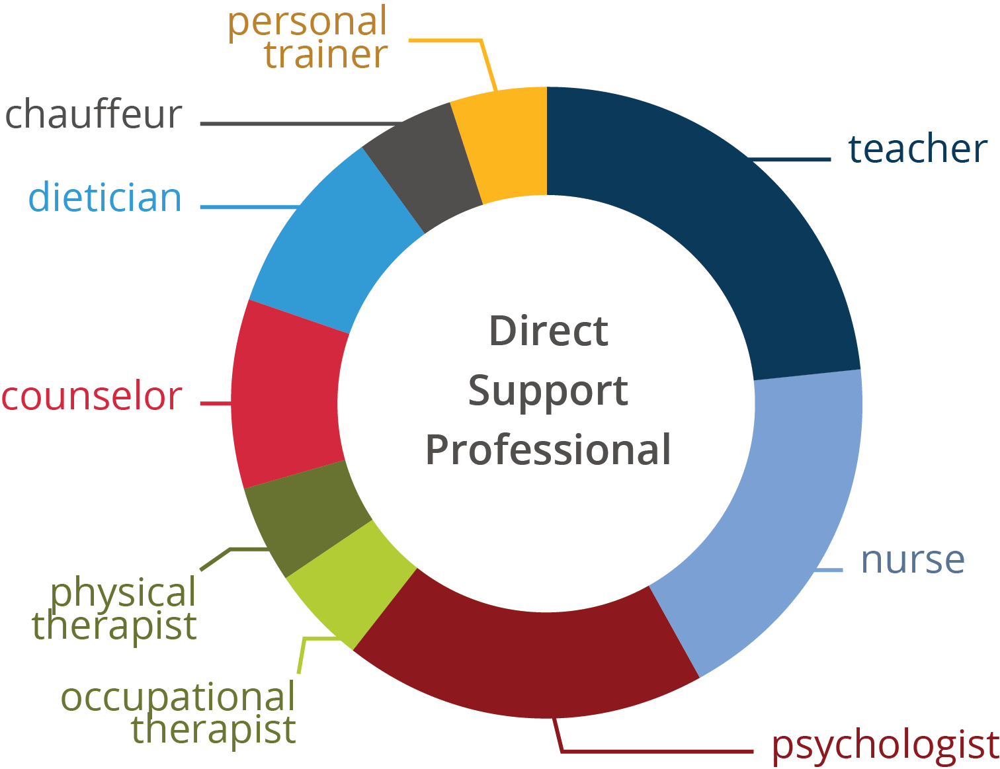 personal
trainer
chauffeur
teacher
dietician
Direct
Support
Professional
counselor
nurse
physical
therapist
occupational
therapist
psychologist